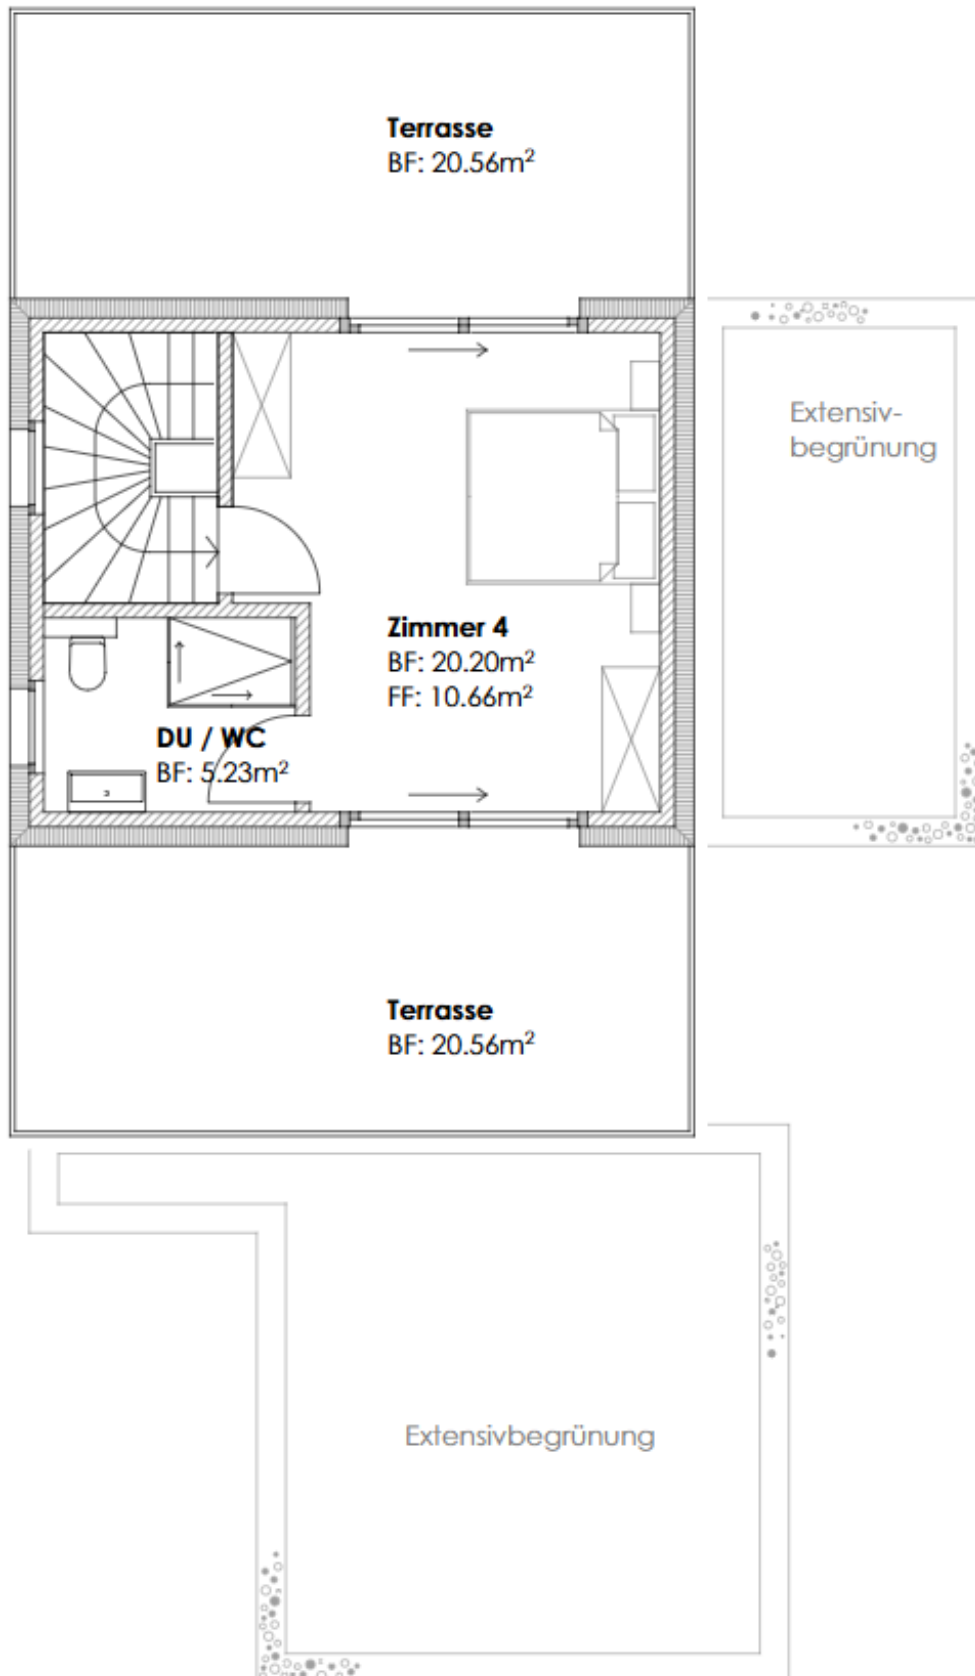 Terrasse
BF: 20.56m²
Extensiv-
begrünung
Zimmer 4
BF: 20.20m²
FF: 10.66m²
DU / WC
BF: 5.23m²
Terrasse
BF: 20.56m²
Extensivbegrünung